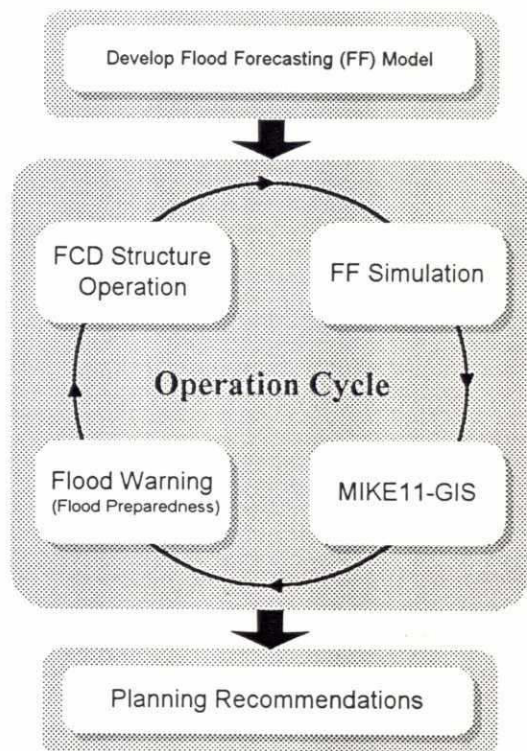 Develop Flood Forecasting (FF) Model
FCD Structure
Operation
FF Simulation
Operation Cycle
Flood Warning
(Flood Preparedness)
MIKE11-GIS
Planning Recommendations